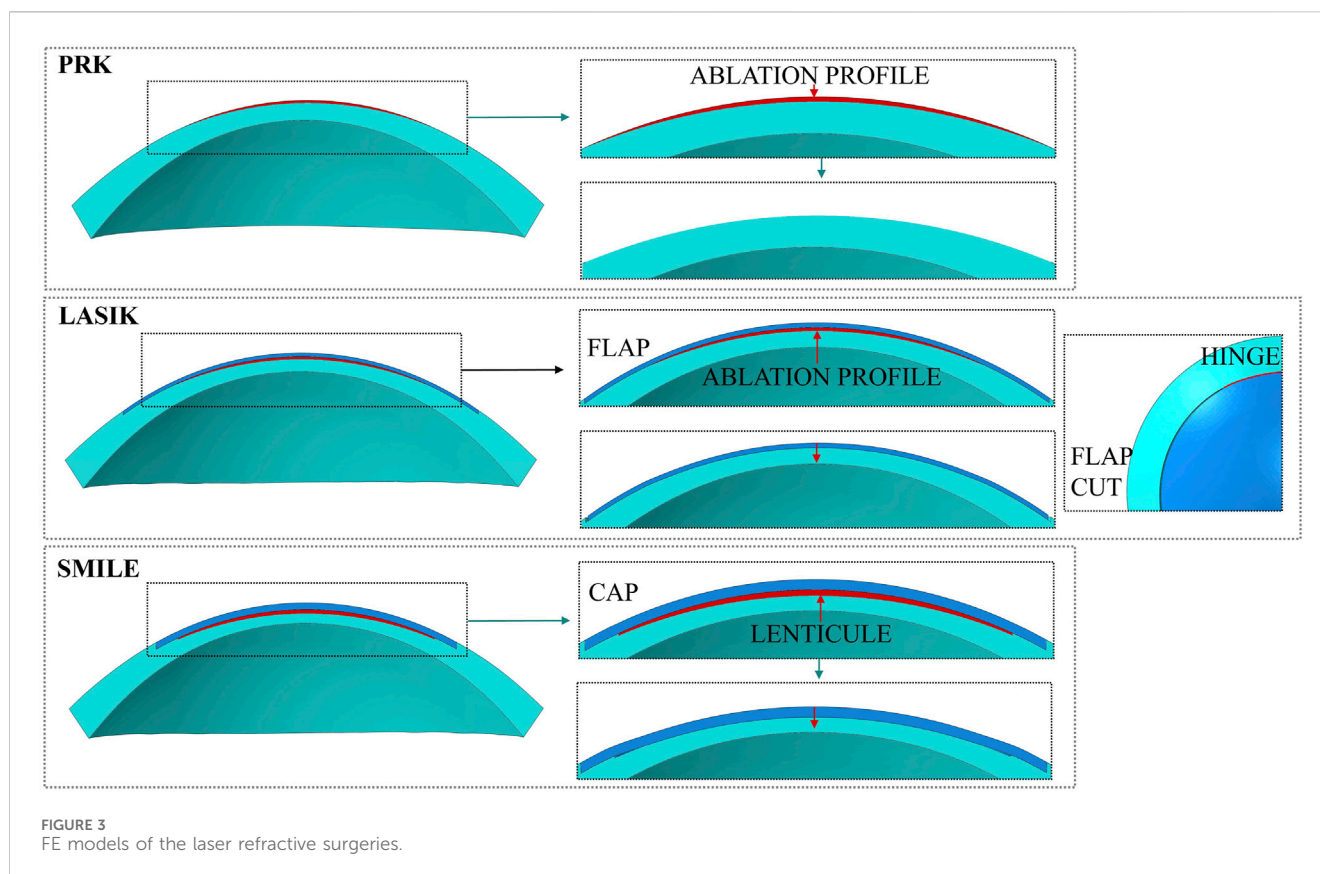 PRK
ABLATION PROFILE
LASIK
FLAP
ABLATION PROFILE
HINGE
FLAP
CUT
SMILE
CAP
LENTICULE
FIGURE 3
FE models of the laser refractive surgeries.